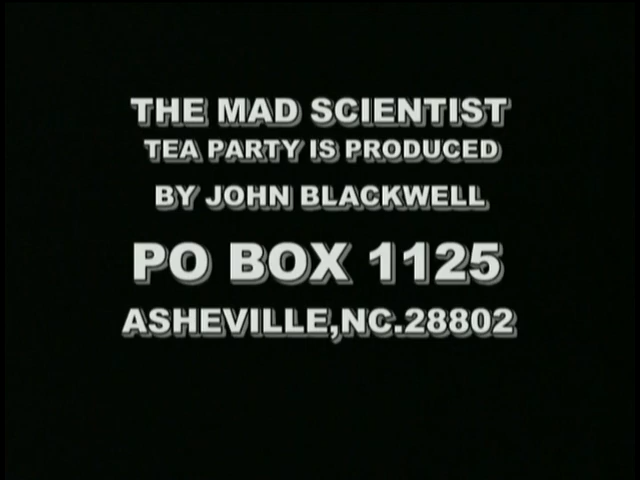 THE MAD SCIENTIST
TEA PARTY IS PRODUCED
BY JOHN BLACKWELL
PO BOX 1125
ASHEVILLE,NC.28802